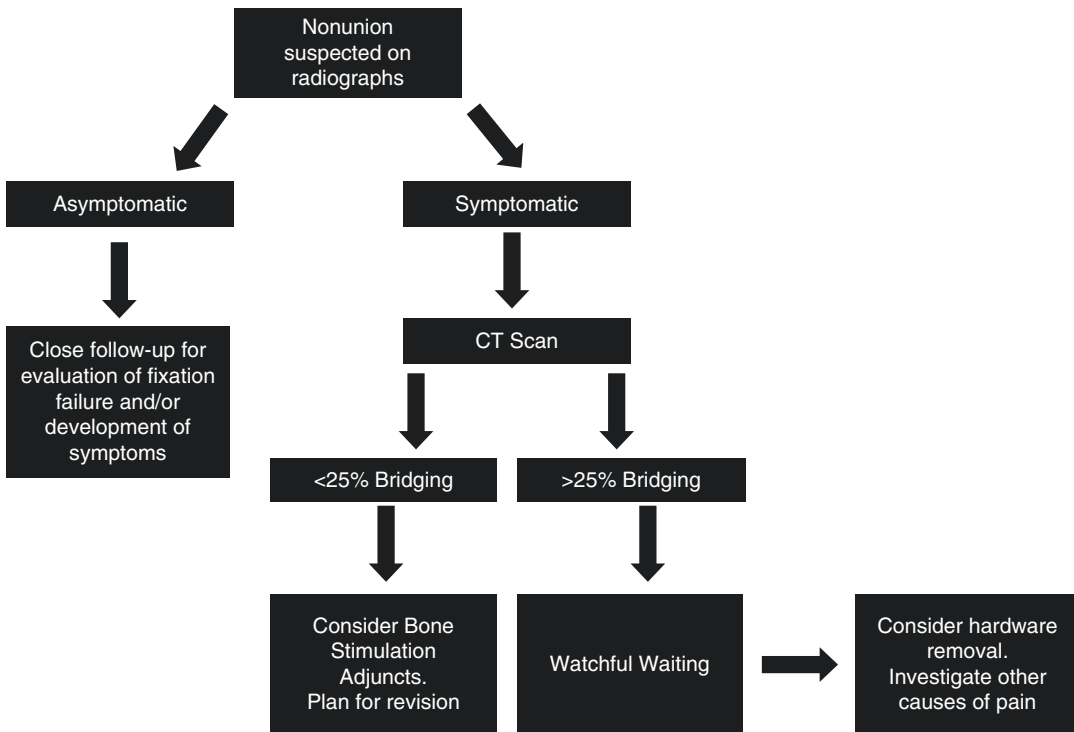 Nonunion
suspected on
radiographs
Asymptomatic
Symptomatic
Close follow-up for
evaluation of fixation
failure and/or
development of
symptoms
CT Scan
<25% Bridging
>25% Bridging
Consider Bone
Stimulation
Adjuncts.
Plan for revision
Watchful Waiting
Consider hardware
removal.
Investigate other
causes of pain